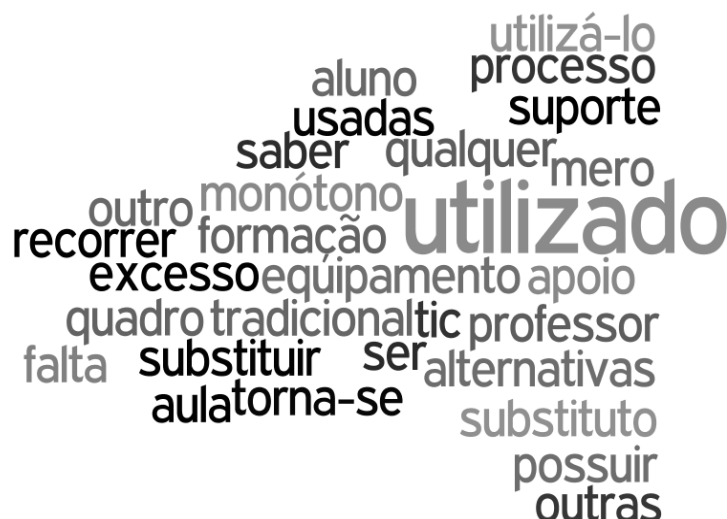 utilizá-lo
aluno processo
usadas suporte
saber qualquer mero
outro monótono utilizado
recorrer formação
excesso equipamento apoio
quadro tradicional tic professor
falta substituir ser alternativas
aula torna-se
substituto
possuir
outras